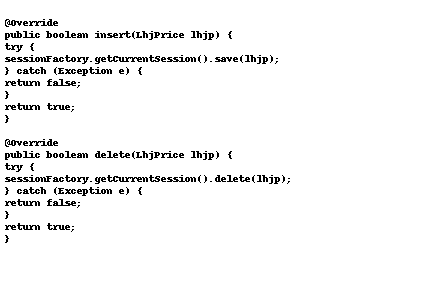 @Override
public boolean insert(LhjPrice lhjp) {
try {
sessionFactory.getCurrentSession().save(lhjp);
} catch (Exception e) {
return false;
}
return true;
}
@Override
public boolean delete(LhjPrice lhjp) {
try {
sessionFactory.getCurrentSession().delete(lhjp);
} catch (Exception e) {
return false;
}
return true;
}